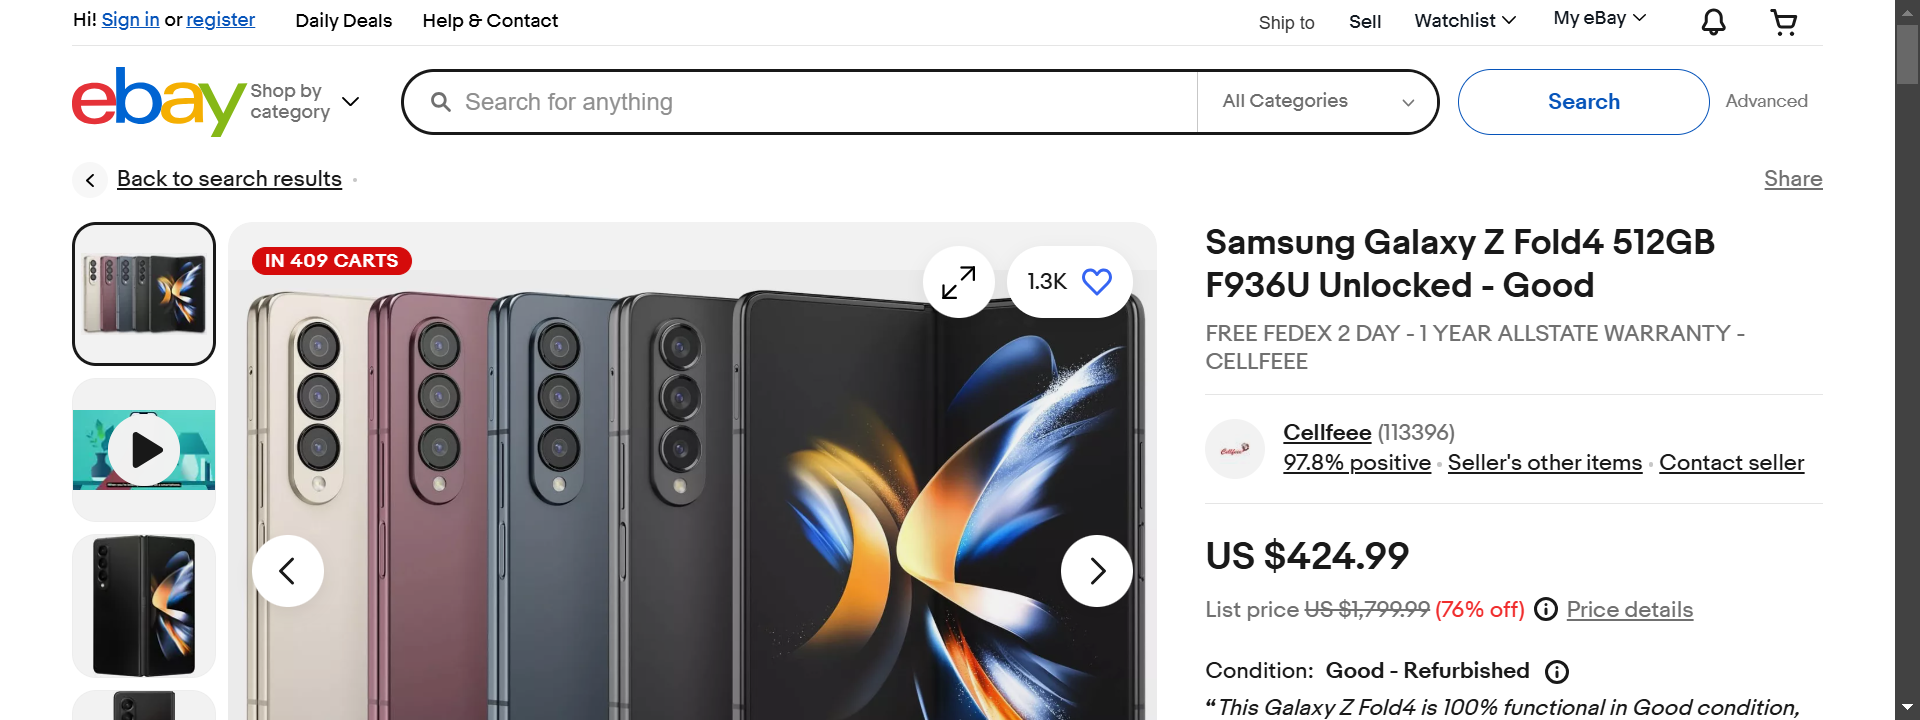 Hi! Sign in or register
Daily Deals
Help & Contact
Ship to
Sell
Watchlist
My eBay
ebay
Shop by
category
Search for anything
All Categories
Search
Advanced
Back to search results
Share
IN 409 CARTS
1.3K
Samsung Galaxy Z Fold4 512GB
F936U Unlocked - Good
FREE FEDEX 2 DAY - 1 YEAR ALLSTATE WARRANTY -
CELLFEEE
Cellfeee
Cellfeee (113396)
97.8% positive
Seller's other items
Contact seller
US $424.99
List price US $1,799.99 (76% off)
Price details
Condition: Good - Refurbished
“This Galaxy Z Fold4 is 100% functional in Good condition,